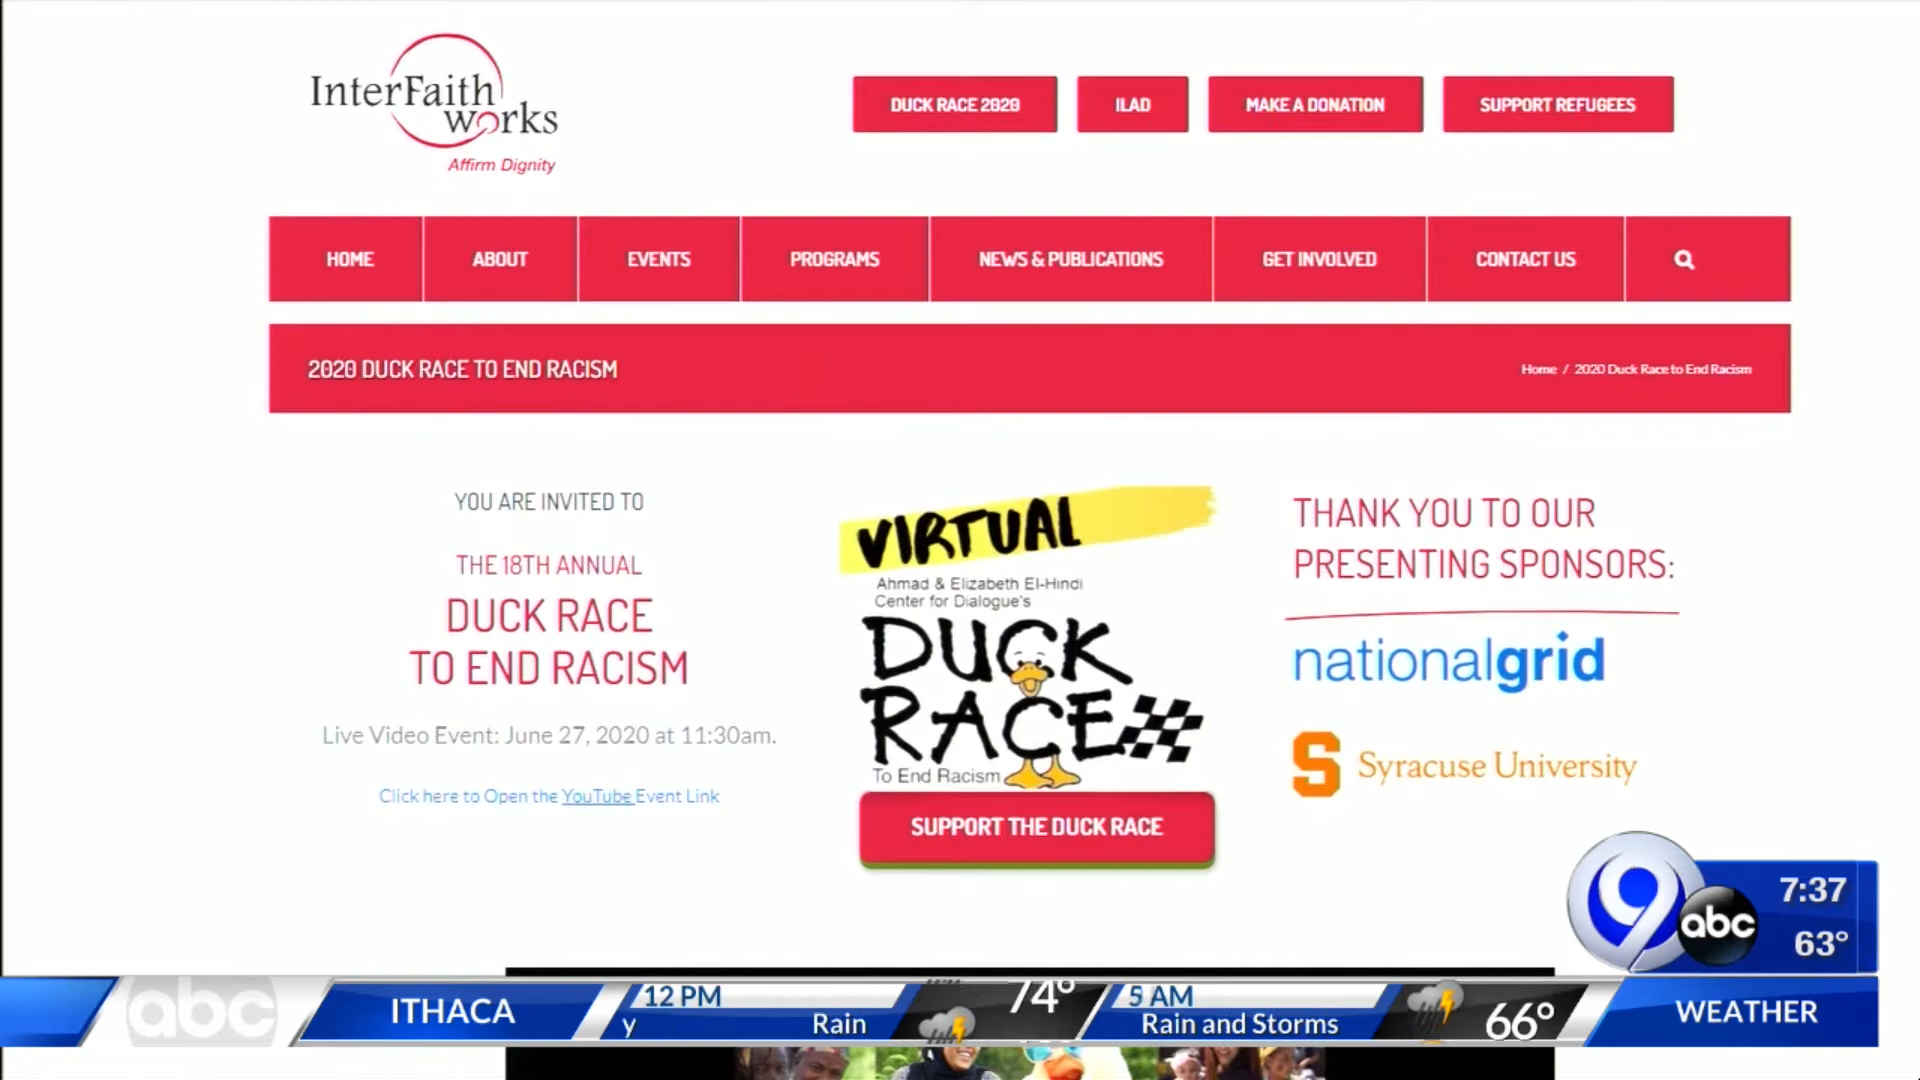 InterFaith
works
Affirm Dignity
DUCK RACE 2020
ILAD
MAKE A DONATION
SUPPORT REFUGEES
HOME
ABOUT
EVENTS
PROGRAMS
NEWS & PUBLICATIONS
GET INVOLVED
CONTACT US
2020 DUCK RACE TO END RACISM
Home / 2020 Duck Race to End Racism
YOU ARE INVITED TO
THE 18TH ANNUAL
DUCK RACE
TO END RACISM
Live Video Event: June 27, 2020 at 11:30am.
Click here to Open the YouTube Event Link
VIRTUAL
Ahmad & Elizabeth El-Hindi
Center for Dialogue's
DUCK
RACE
To End Racism
SUPPORT THE DUCK RACE
THANK YOU TO OUR
PRESENTING SPONSORS:
nationalgrid
S Syracuse University
9 abc
7:37
63°
abc
ITHACA
12 PM
y
Rain
74°
5 AM
Rain and Storms
66°
WEATHER